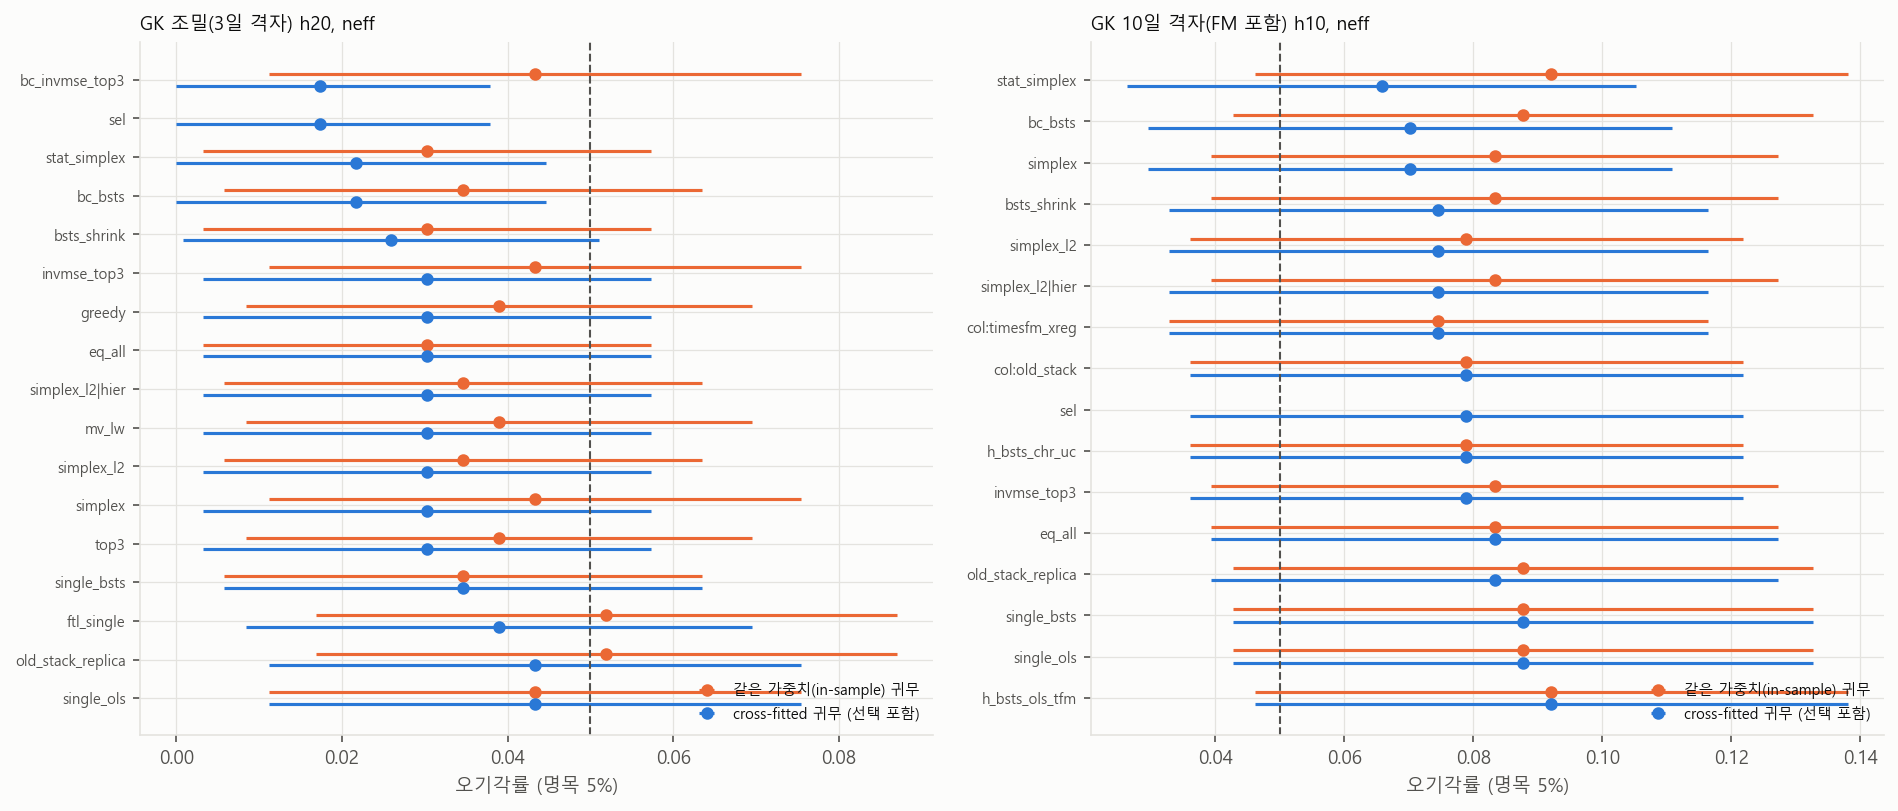 GK 조밀(3일 격자) h20, neff
bc_invmse_top3
sel
stat_simplex
bc_bsts
bsts_shrink
invmse_top3
greedy
eq_all
simplex_l2|hier
mv_lw
simplex_l2
simplex
top3
single_bsts
ftl_single
old_stack_replica
single_ols
같은 가중치(in-sample) 귀무
cross-fitted 귀무 (선택 포함)
0.00 0.02 0.04 0.06 0.08
오기각률 (명목 5%)
GK 10일 격자(FM 포함) h10, neff
stat_simplex
bc_bsts
simplex
bsts_shrink
simplex_l2
simplex_l2|hier
col:timesfm_xreg
col:old_stack
sel
h_bsts_chr_uc
invmse_top3
eq_all
old_stack_replica
single_bsts
single_ols
h_bsts_ols_tfm
같은 가중치(in-sample) 귀무
cross-fitted 귀무 (선택 포함)
0.04 0.06 0.08 0.10 0.12 0.14
오기각률 (명목 5%)